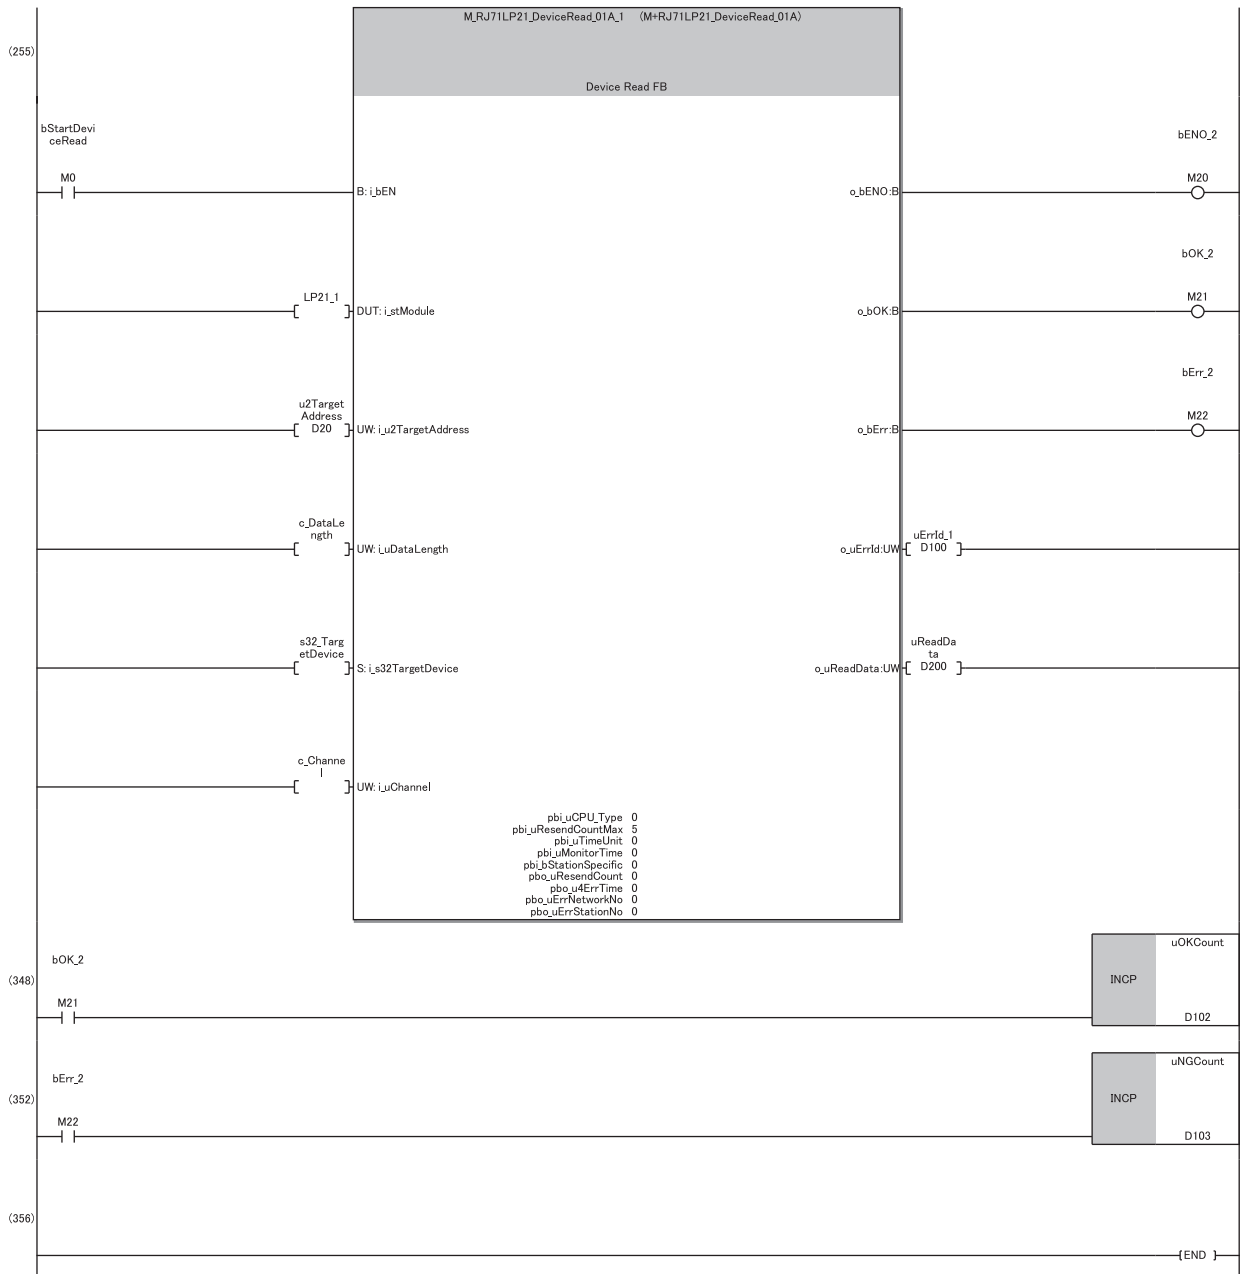 M_RJ71LP21_DeviceRead_01A_1 (M+RJ71LP21_DeviceRead_01A)
(255)
Device Read FB
bStartDevi
ceRead
bENO_2
M0
M20
B: i_bEN
o_bENO:B
bOK_2
LP21_1
M21
DUT: i_stModule
o_bOK:B
bErr_2
u2Target
Address
D20
M22
UW: i_u2TargetAddress
o_bErr:B
c_DataLe
ngth
UW: i_uDataLength
o_uErrId:UW
uErrId_1
D100
s32_Targ
etDevice
S: i_s32TargetDevice
o_uReadData:UW
uReadDa
ta
D200
c_Channe
l
UW: i_uChannel
pbi_uCPU_Type 0
pbi_uResendCountMax 5
pbi_uTimeUnit 0
pbi_uMonitorTime 0
pbi_bStationSpecific 0
pbo_uResendCount 0
pbo_u4ErrTime 0
pbo_uErrNetworkNo 0
pbo_uErrStationNo 0
bOK_2
uOKCount
(348)
INCP
M21
D102
bErr_2
uNGCount
(352)
INCP
M22
D103
(356)
END